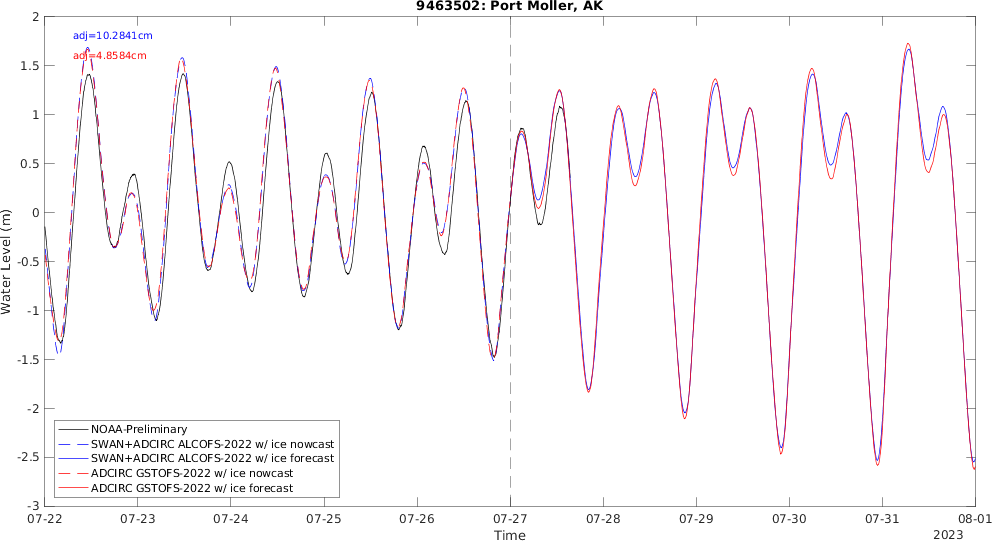 9463502: Port Moller, AK
adj=10.2841cm
adj=4.8584cm
2
1.5
1
0.5
0
-0.5
-1
-1.5
-2
-2.5
-3
Water Level (m)
NOAA-Preliminary
SWAN+ADCIRC ALCOFS-2022 w/ ice nowcast
SWAN+ADCIRC ALCOFS-2022 w/ ice forecast
ADCIRC GSTOFS-2022 w/ ice nowcast
ADCIRC GSTOFS-2022 w/ ice forecast
07-22 07-23 07-24 07-25 07-26 07-27 07-28 07-29 07-30 07-31 08-01
Time
2023